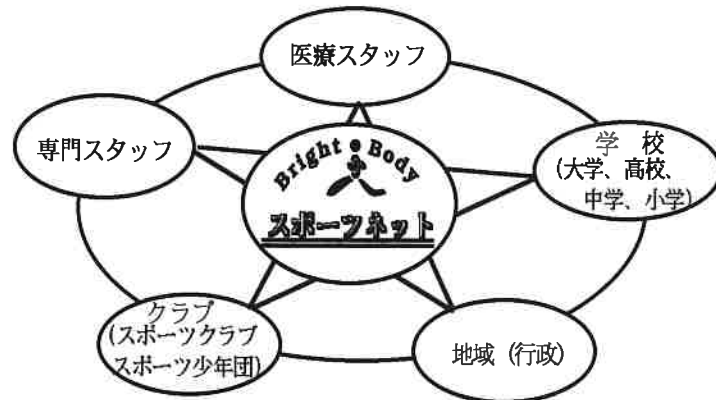 医療スタッフ
専門スタッフ
Bright Body
スポーツネット
学 校
(大学、高校、
中学、小学)
クラブ
(スポーツクラブ
スポーツ少年団)
地域（行政）